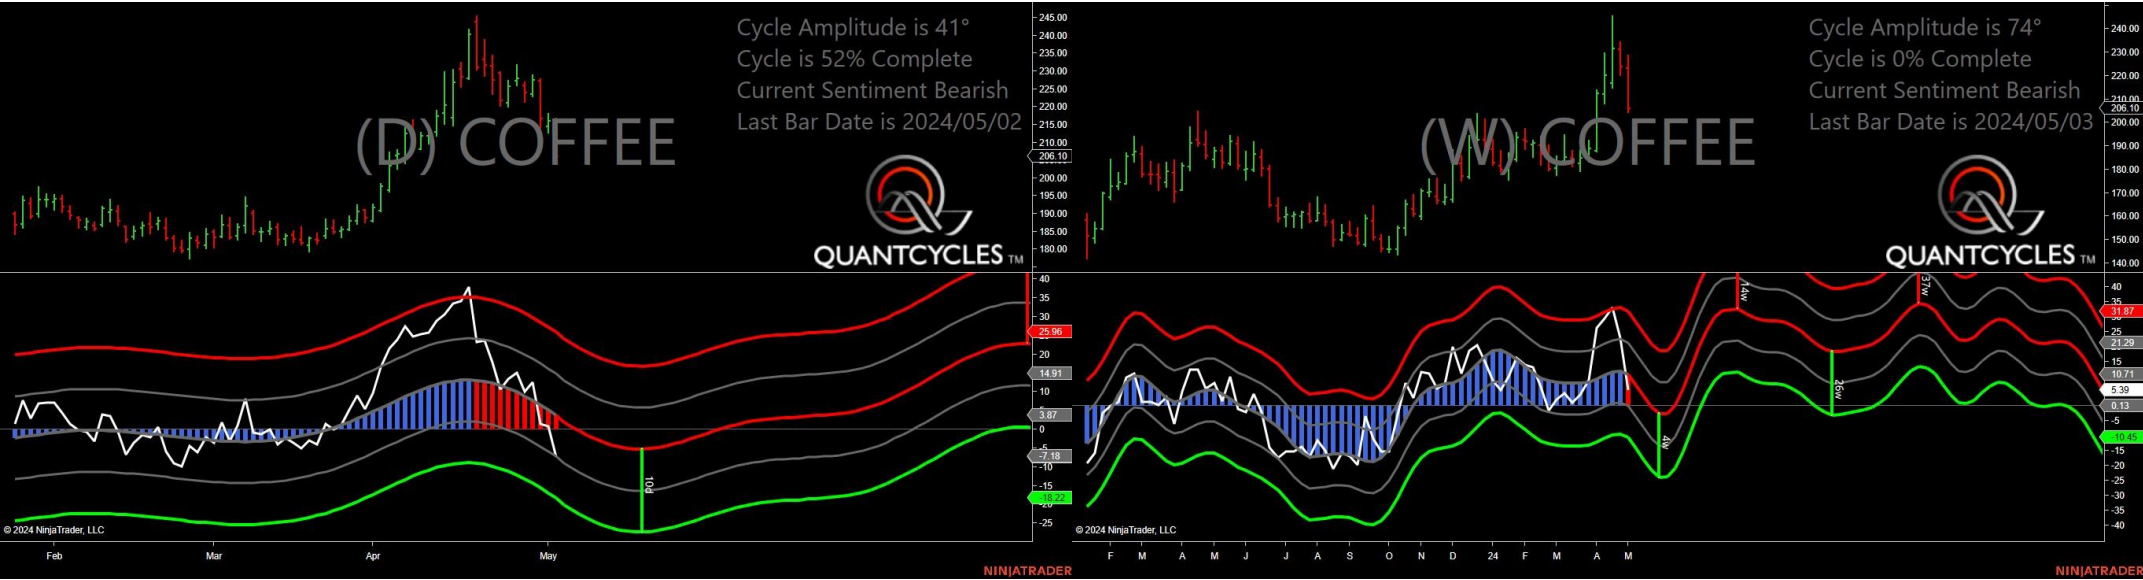 Cycle Amplitude is 41°
Cycle is 52% Complete
Current Sentiment Bearish
Last Bar Date is 2024/05/02
(D) COFFEE
QUANTCYCLES TM
245.00
240.00
235.00
230.00
225.00
220.00
215.00
210.00
206.10
200.00
195.00
190.00
185.00
180.00
40
35
30
25.96
20
14.91
10
3.87
0
-7.18
-10
-15
-18.22
-25
10d
© 2024 NinjaTrader, LLC
Feb Mar Apr May
NINJATRADER
Cycle Amplitude is 74°
Cycle is 0% Complete
Current Sentiment Bearish
Last Bar Date is 2024/05/03
(W) COFFEE
QUANTCYCLES TM
240.00
230.00
220.00
210.00
206.10
200.00
190.00
180.00
170.00
160.00
150.00
140.00
40
35
31.87
21.29
15
10.71
5.39
0.13
-5
-10.45
-15
-20
-25
-30
-35
-40
4w
14w
26w
37w
© 2024 NinjaTrader, LLC
F M A M J J A S O N D 24 F M A M
NINJATRADER